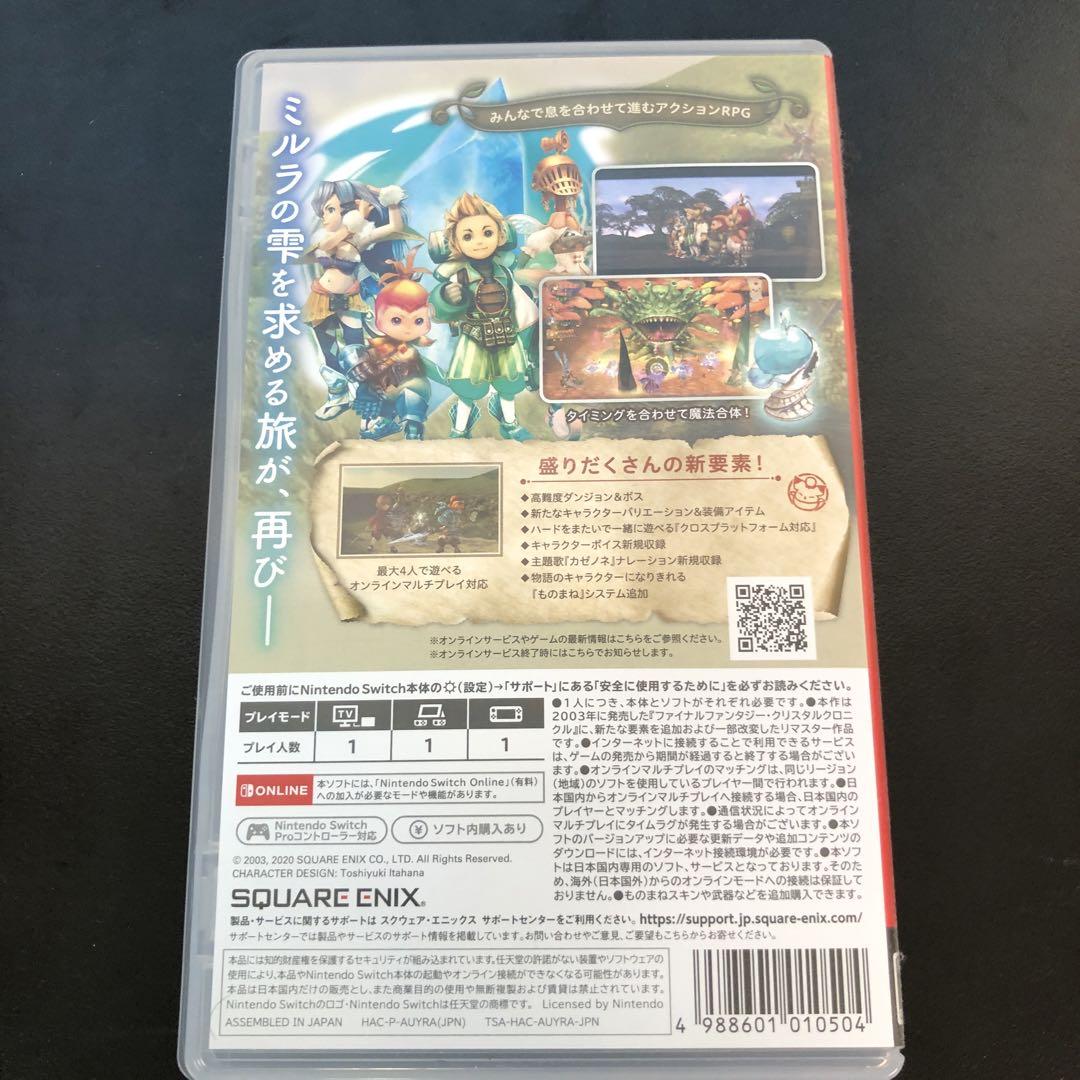 みんなで息を合わせて進むアクションRPG
ミルラの雫を求める旅が、再び—
タイミングを合わせて魔法合体!
盛りだくさんの新要素!
◆高難度ダンジョン&ボス
◆新たなキャラクターバリエーション&装備アイテム
◆ハードをまたいで一緒に遊べる『クロスプラットフォーム対応』
◆キャラクターボイス新規収録
◆主題歌『カゼノネ』ナレーション新規収録
◆物語のキャラクターになりきれる
『ものまね』システム追加
最大4人で遊べる
オンラインマルチプレイ対応
※オンラインサービスやゲームの最新情報はこちらをご参照ください。
※オンラインサービス終了時にはこちらでお知らせします。
ご使用前にNintendo Switch本体の(設定)→「サポート」にある「安全に使用するために」を必ずお読みください。
プレイモード TV
プレイ人数 1 1 1
ONLINE 本ソフトには、「Nintendo Switch Online」(有料)
への加入が必要なモードや機能があります。
Nintendo Switch
Proコントローラー対応
ソフト内購入あり
●1人につき、本体とソフトがそれぞれ必要です。●本作は
2003年に発売した『ファイナルファンタジー・クリスタルクロニ
クル』に、新たな要素を追加および一部改変したリマスター作品
です。●インターネットに接続することで利用できるサービス
は、ゲームの発売から期間が経過すると終了する場合がござい
ます。●オンラインマルチプレイのマッチングは、同じリージョン
(地域)のソフトを使用しているプレイヤー間で行われます。●日
本国内からオンラインマルチプレイへ接続する場合、日本国内の
プレイヤーとマッチングします。●通信状況によってオンライン
マルチプレイにタイムラグが発生する場合がございます。●本ソ
フトのバージョンアップに必要な更新データや追加コンテンツの
ダウンロードには、インターネット接続環境が必要です。●本ソフ
トは日本国内専用のソフト、サービスとなっております。そのた
め、海外(日本国外)からのオンラインモードへの接続は保証して
おりません。●ものまねスキンや武器などを追加購入できます。
© 2003, 2020 SQUARE ENIX CO., LTD. All Rights Reserved.
CHARACTER DESIGN: Toshiyuki Itahana
SQUARE ENIX®
製品・サービスに関するサポートは スクウェア・エニックス サポートセンターをご利用ください。https://support.jp.square-enix.com/
サポートセンターでは製品やサービスのサポート情報を掲載しています。お問い合わせやご意見、ご要望もこちらからお寄せください。
本品には知的財産権を保護するセキュリティが組み込まれています。任天堂の許諾がない装置やソフトウェアの
使用により、本品やNintendo Switch本体の起動やオンライン接続ができなくなる可能性があります。
本品は日本国内だけの販売とし、また商業目的の使用や無断複製および賃貸は禁止されています。
Nintendo Switchのロゴ・Nintendo Switchは任天堂の商標です。 Licensed by Nintendo
ASSEMBLED IN JAPAN HAC-P-AUYRA(JPN) TSA-HAC-AUYRA-JPN
4 988601 010504